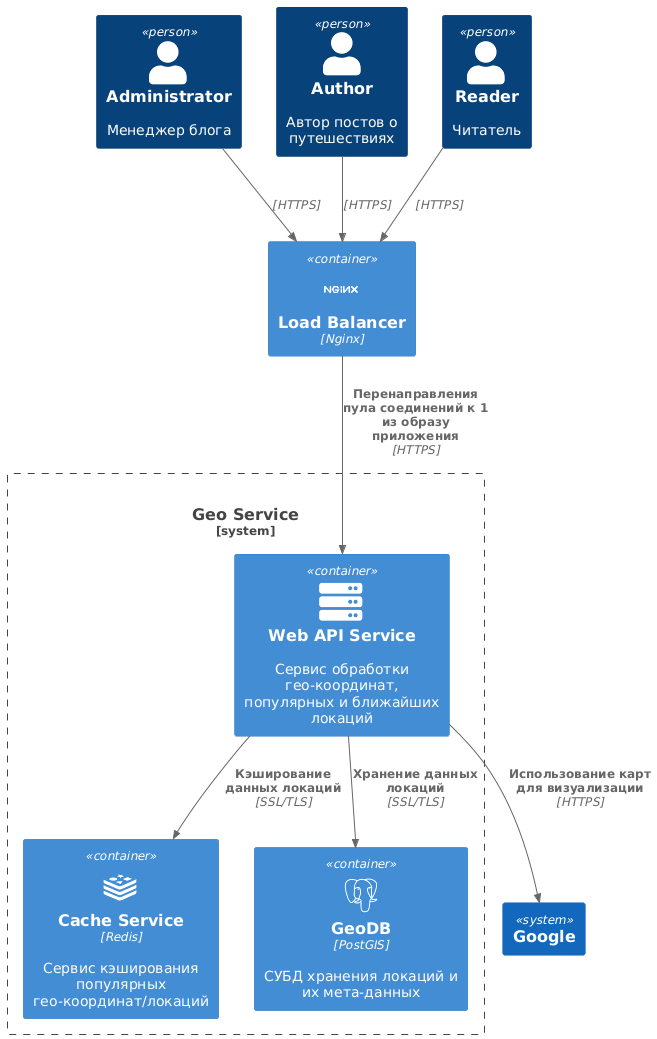 «person»
Administrator
Менеджер блога
«person»
Author
Автор постов о
путешествиях
«person»
Reader
Читатель
[HTTPS]
[HTTPS]
[HTTPS]
«container»
NGINX
Load Balancer
[Nginx]
Перенаправления
пула соединений к 1
из образу
приложения
[HTTPS]
Geo Service
[system]
«container»
Web API Service
Сервис обработки
гео-координат,
популярных и ближайших
локаций
Кэширование
данных локаций
[SSL/TLS]
Хранение данных
локаций
[SSL/TLS]
Использование карт
для визуализации
[HTTPS]
«container»
Cache Service
[Redis]
Сервис кэширования
популярных
гео-координат/локаций
«container»
GeoDB
[PostGIS]
СУБД хранения локаций и
их мета-данных
«system»
Google